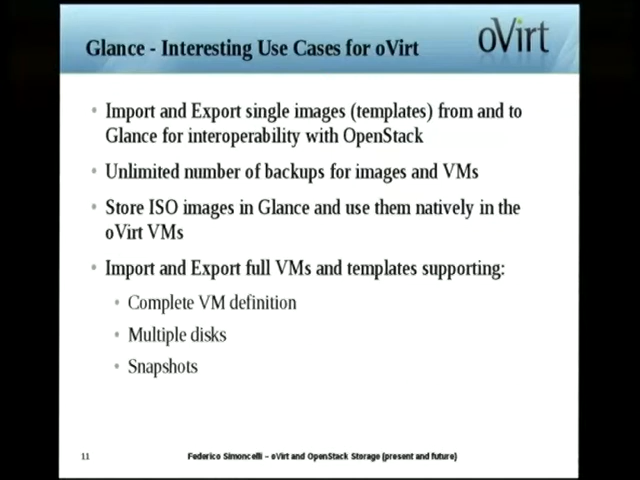 Glance - Interesting Use Cases for oVirt
oVirt
Import and Export single images (templates) from and to
Glance for interoperability with OpenStack
Unlimited number of backups for images and VMs
Store ISO images in Glance and use them natively in the
oVirt VMs
Import and Export full VMs and templates supporting:
Complete VM definition
Multiple disks
Snapshots
11
Federico Simoncelli – oVirt and OpenStack Storage (present and future)